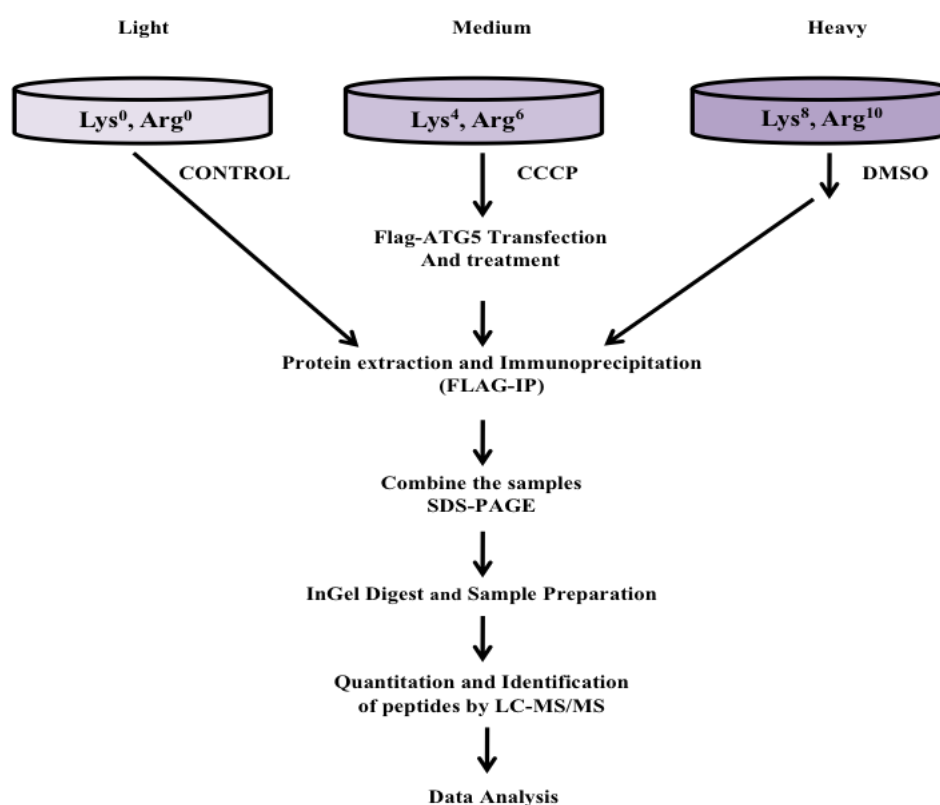 Light Medium Heavy
Lys⁰, Arg⁰ Lys⁴, Arg⁶ Lys⁸, Arg¹⁰
CONTROL CCCP DMSO
Flag-ATG5 Transfection
And treatment
Protein extraction and Immunoprecipitation
(FLAG-IP)
Combine the samples
SDS-PAGE
InGel Digest and Sample Preparation
Quantitation and Identification
of peptides by LC-MS/MS
Data Analysis